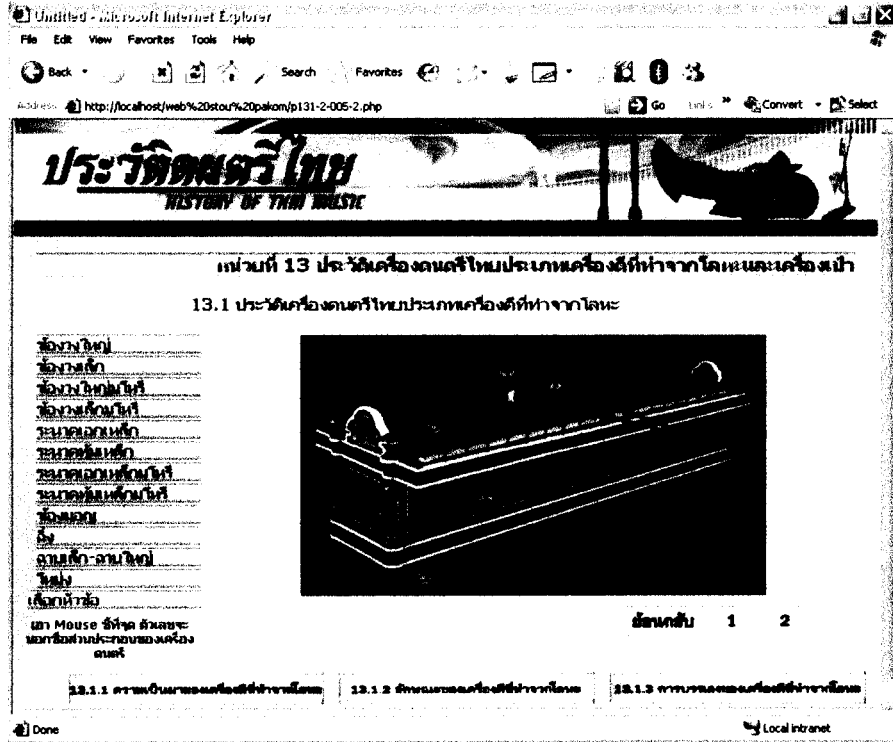 Untitled - Microsoft Internet Explorer
File Edit View Favorites Tools Help
Back Search Favorites
Address http://localhost/web%20stou%20pakom/p131-2-005-2.php Go Links » Convert Select
ประวัติดนตรีไทย
HISTORY OF THAI MUSIC
หน่วยที่ 13 ประวัติเครื่องดนตรีไทยประเภทเครื่องตีที่ทำจากโลหะและเครื่องเป่า
13.1 ประวัติเครื่องดนตรีไทยประเภทเครื่องตีที่ทำจากโลหะ
ฆ้องวงใหญ่
ฆ้องวงเล็ก
ฆ้องวงใหญ่มโหรี
ฆ้องวงเล็กมโหรี
ระนาดเอกเหล็ก
ระนาดทุ้มเหล็ก
ระนาดเอกเหล็กมโหรี
ระนาดทุ้มเหล็กมโหรี
ฆ้องมอญ
ฉิ่ง
ฉาบเล็ก-ฉาบใหญ่
โหม่ง
เลือกหัวข้อ
เอา Mouse ชี้ที่จุด ตัวเลขจะ
บอกชื่อส่วนประกอบของเครื่อง
ดนตรี
ย้อนกลับ 1 2
13.1.1 ความเป็นมาของเครื่องตีที่ทำจากโลหะ 13.1.2 ลักษณะของเครื่องตีที่ทำจากโลหะ 13.1.3 การบรรเลงของเครื่องตีที่ทำจากโลหะ
Done Local intranet